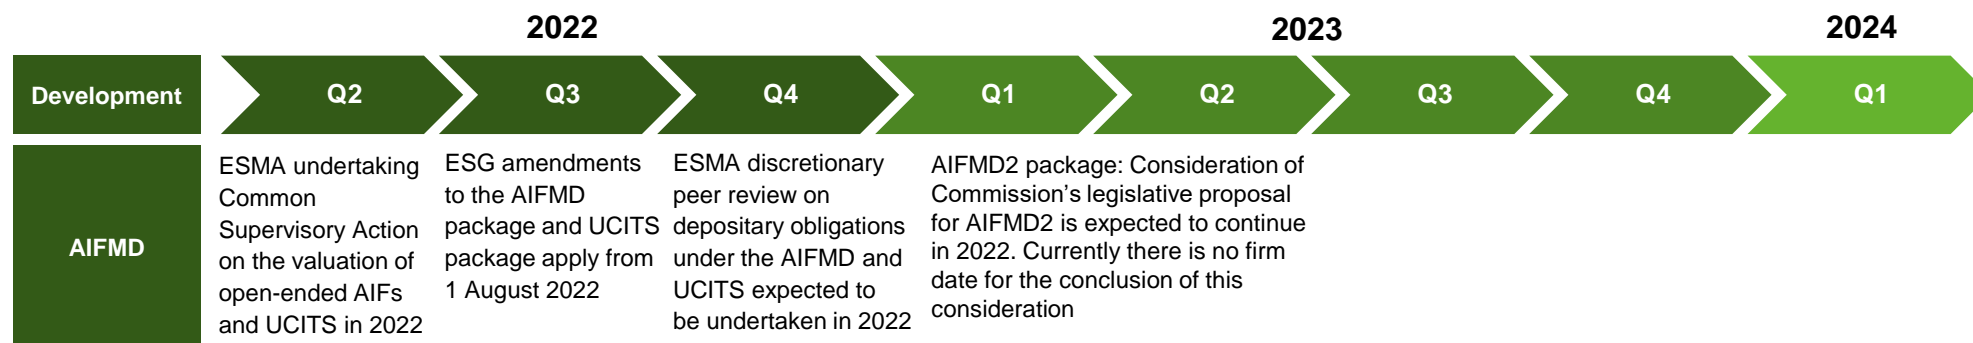 2022
2023
2024
Development
Q2
Q3
Q4
Q1
Q2
Q3
Q4
Q1
AIFMD
ESMA undertaking
Common
Supervisory Action
on the valuation of
open-ended AIFs
and UCITS in 2022
ESG amendments
to the AIFMD
package and UCITS
package apply from
1 August 2022
ESMA discretionary
peer review on
depositary obligations
under the AIFMD and
UCITS expected to
be undertaken in 2022
AIFMD2 package: Consideration of
Commission’s legislative proposal
for AIFMD2 is expected to continue
in 2022. Currently there is no firm
date for the conclusion of this
consideration